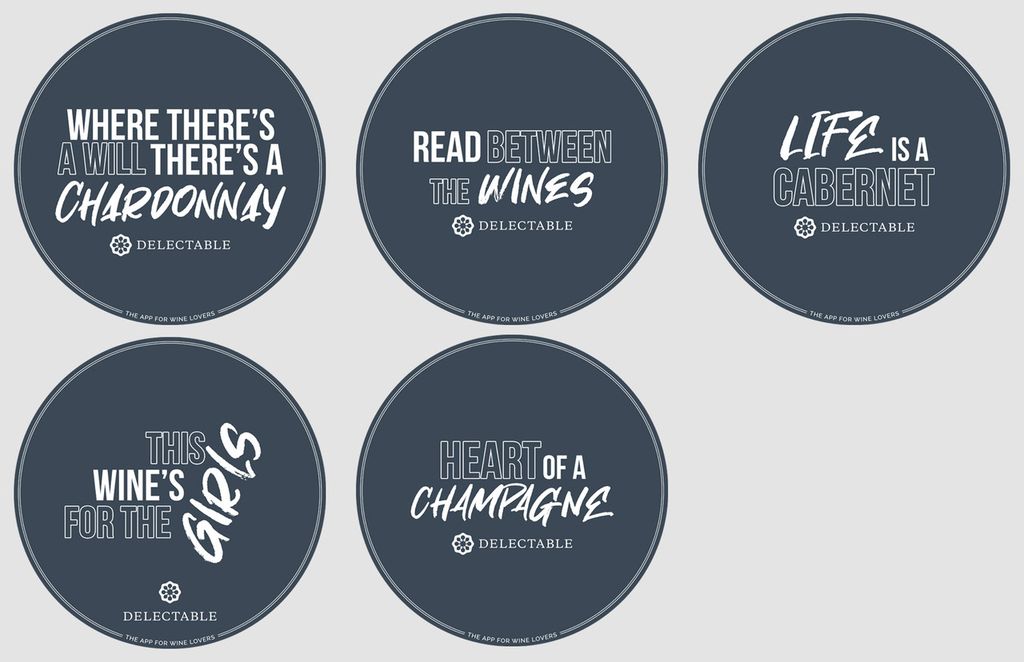 WHERE THERE'S
A WILL THERE'S A
CHARDONNAY
DELECTABLE
THE APP FOR WINE LOVERS
READ BETWEEN
THE WINES
DELECTABLE
THE APP FOR WINE LOVERS
LIFE IS A
CABERNET
DELECTABLE
THE APP FOR WINE LOVERS
THIS
WINE'S
FOR THE
GIRLS
DELECTABLE
THE APP FOR WINE LOVERS
HEART OF A
CHAMPAGNE
DELECTABLE
THE APP FOR WINE LOVERS